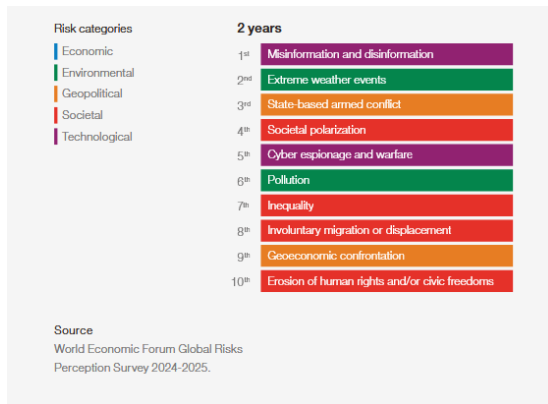 Risk categories
Economic
Environmental
Geopolitical
Societal
Technological
2 years
1st Misinformation and disinformation
2nd Extreme weather events
3rd State-based armed conflict
4th Societal polarization
5th Cyber espionage and warfare
6th Pollution
7th Inequality
8th Involuntary migration or displacement
9th Geoeconomic confrontation
10th Erosion of human rights and/or civic freedoms
Source
World Economic Forum Global Risks
Perception Survey 2024-2025.